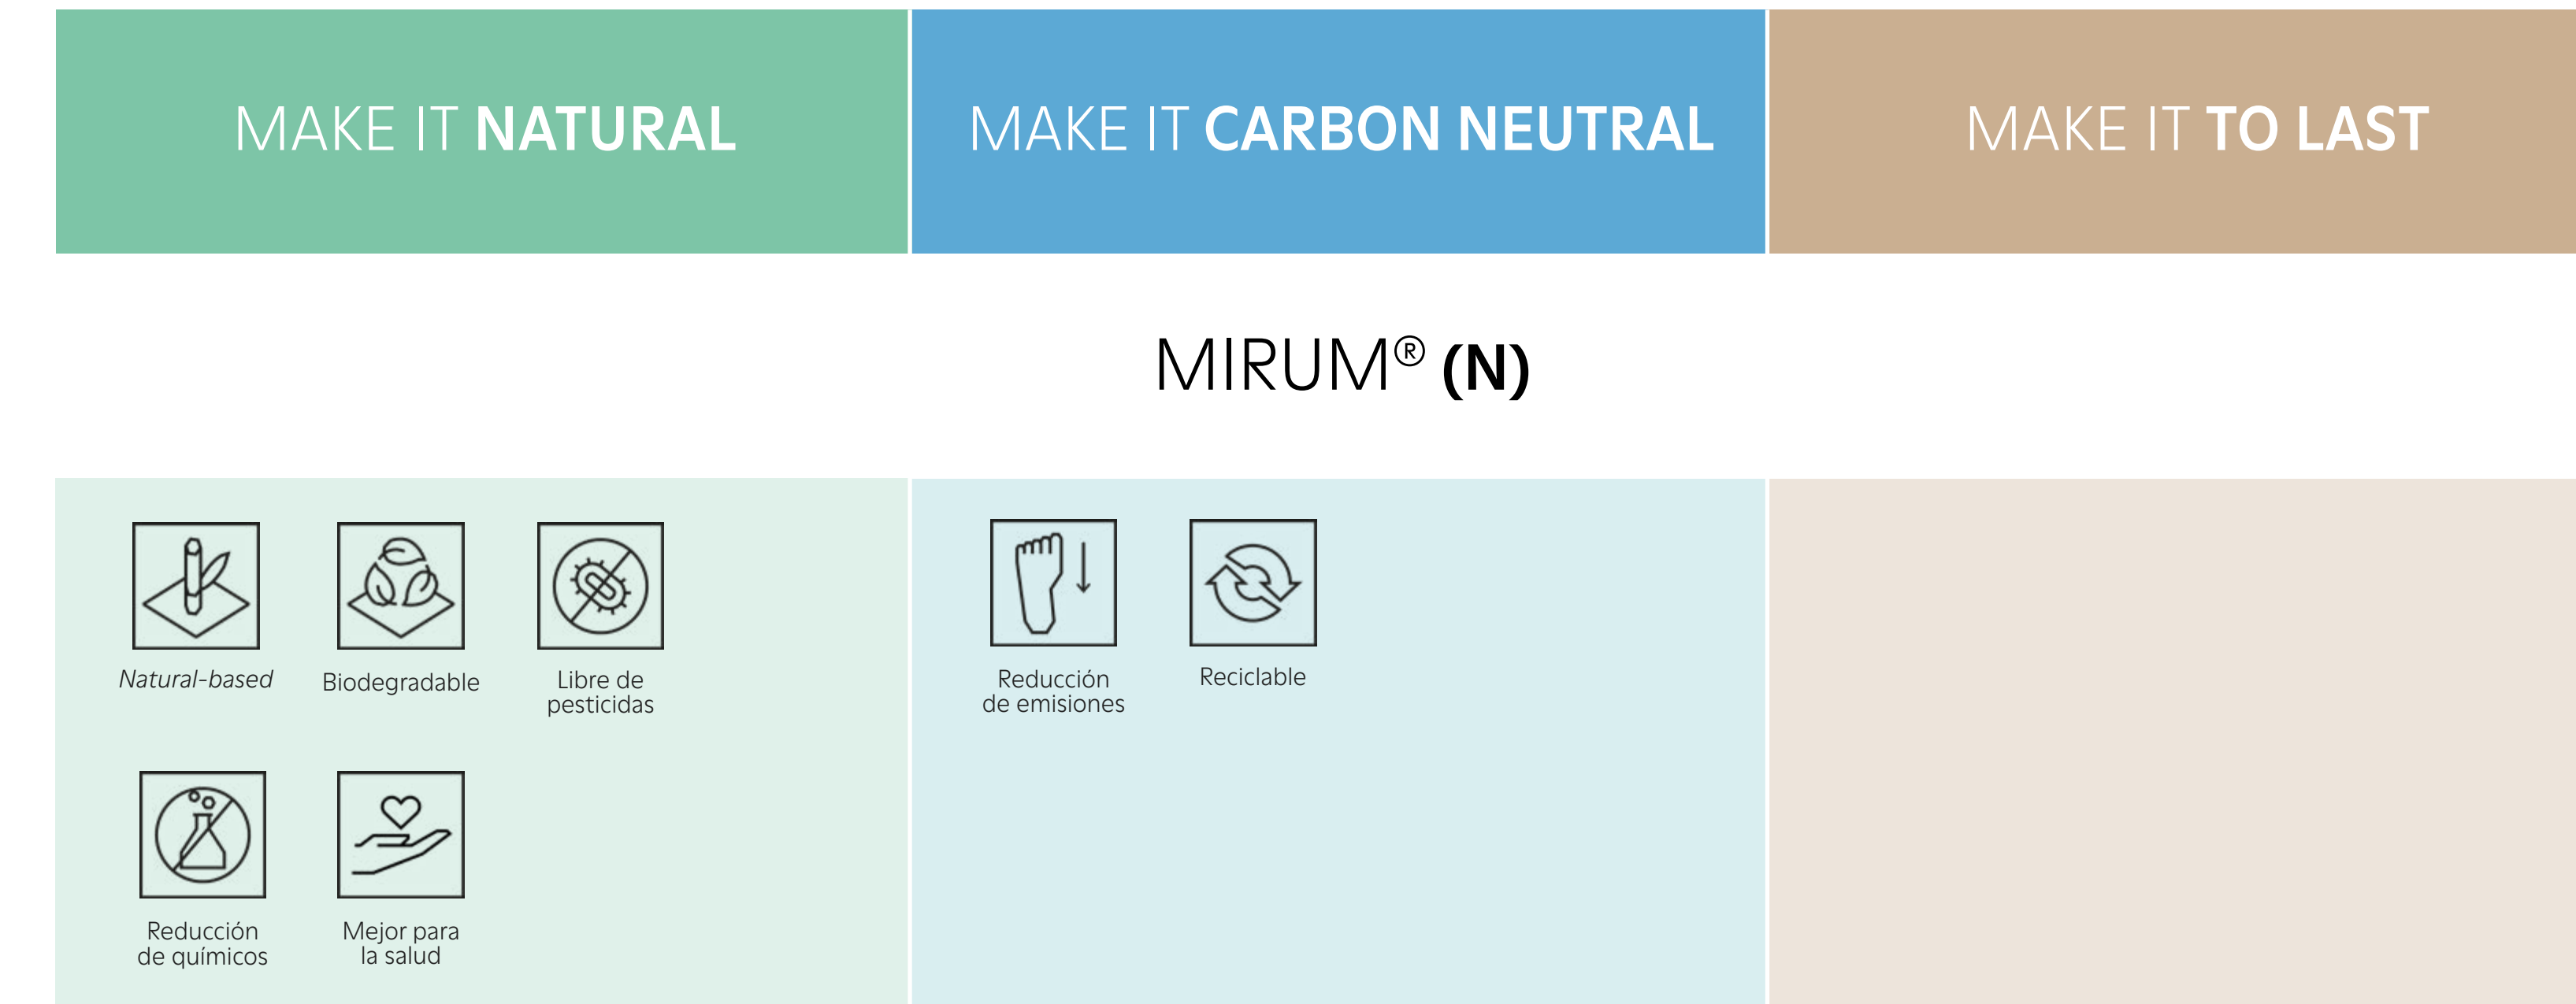 MAKE IT NATURAL
MAKE IT CARBON NEUTRAL
MAKE IT TO LAST
MIRUM® (N)
Natural-based
Biodegradable
Libre de
pesticidas
Reducción
de químicos
Mejor para
la salud
Reducción
de emisiones
Reciclable